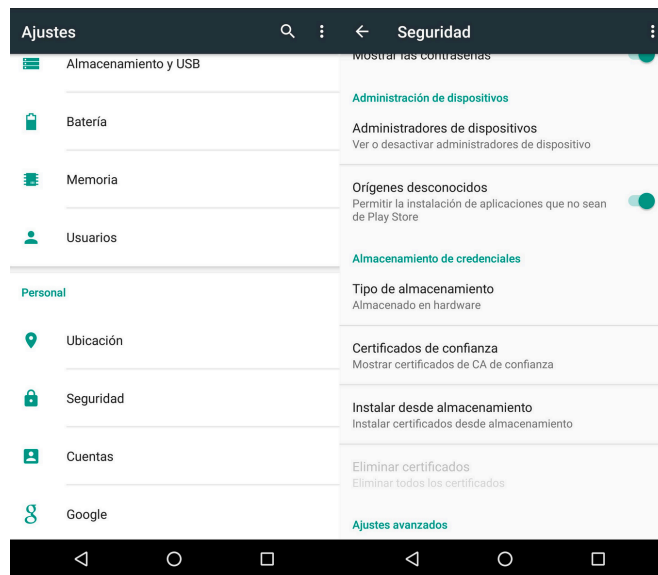 Ajustes
Almacenamiento y USB
Batería
Memoria
Usuarios
Personal
Ubicación
Seguridad
Cuentas
Google
Seguridad
Mostrar las contraseñas
Administración de dispositivos
Administradores de dispositivos
Ver o desactivar administradores de dispositivo
Orígenes desconocidos
Permitir la instalación de aplicaciones que no sean
de Play Store
Almacenamiento de credenciales
Tipo de almacenamiento
Almacenado en hardware
Certificados de confianza
Mostrar certificados de CA de confianza
Instalar desde almacenamiento
Instalar certificados desde almacenamiento
Eliminar certificados
Eliminar todos los certificados
Ajustes avanzados